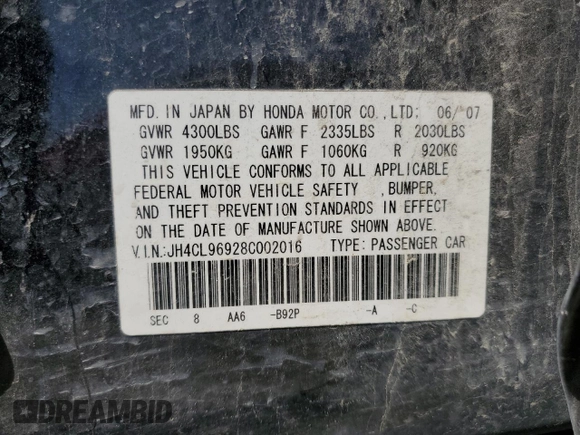 MFD. IN JAPAN BY HONDA MOTOR CO.,LTD: 06/ 07
GVWR 4300LBS GAWR F 2335LBS R 2030LBS
GVWR 1950KG GAWR F 1060KG R 920KG
THIS VEHICLE CONFORMS TO ALL APPLICABLE
FEDERAL MOTOR VEHICLE SAFETY ,BUMPER,
AND THEFT PREVENTION STANDARDS IN EFFECT
ON THE DATE OF MANUFACTURE SHOWN ABOVE.
V.I.N.:JH4CL96928C002016 TYPE: PASSENGER CAR
SEC 8 AA6 -B92P -A -C
DREAMBID